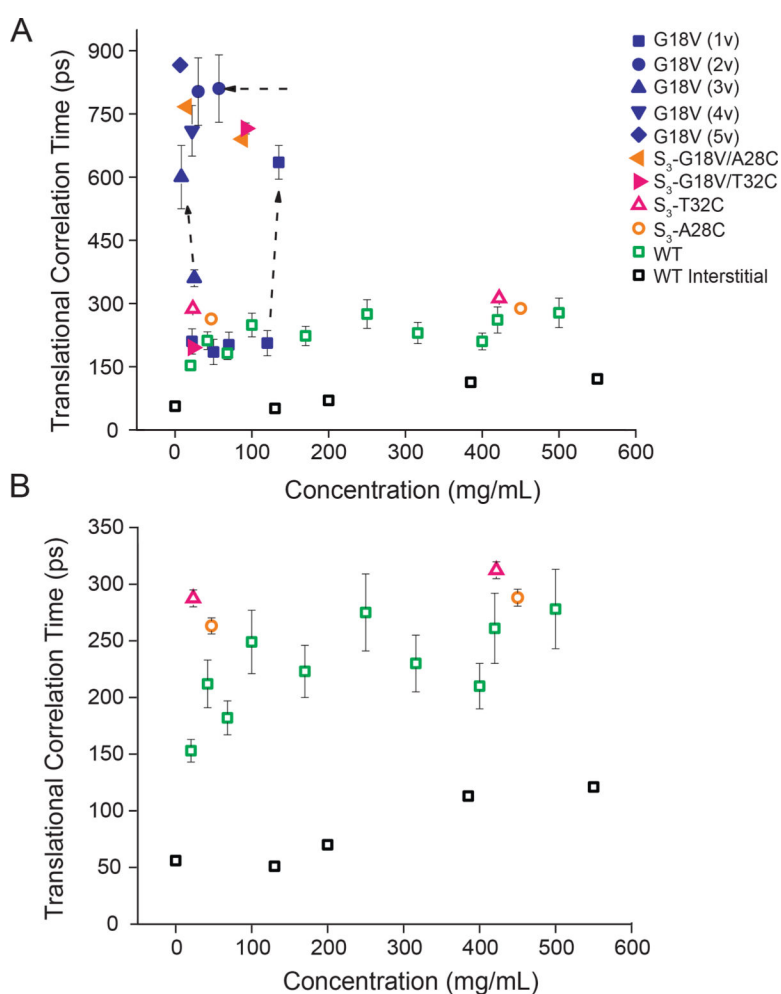 A
Translational Correlation Time (ps)
900
750
600
450
300
150
0
0 100 200 300 400 500 600
Concentration (mg/mL)
G18V (1v)
G18V (2v)
G18V (3v)
G18V (4v)
G18V (5v)
S₃-G18V/A28C
S₃-G18V/T32C
S₃-T32C
S₃-A28C
WT
WT Interstitial
B
Translational Correlation Time (ps)
350
300
250
200
150
100
50
0
0 100 200 300 400 500 600
Concentration (mg/mL)